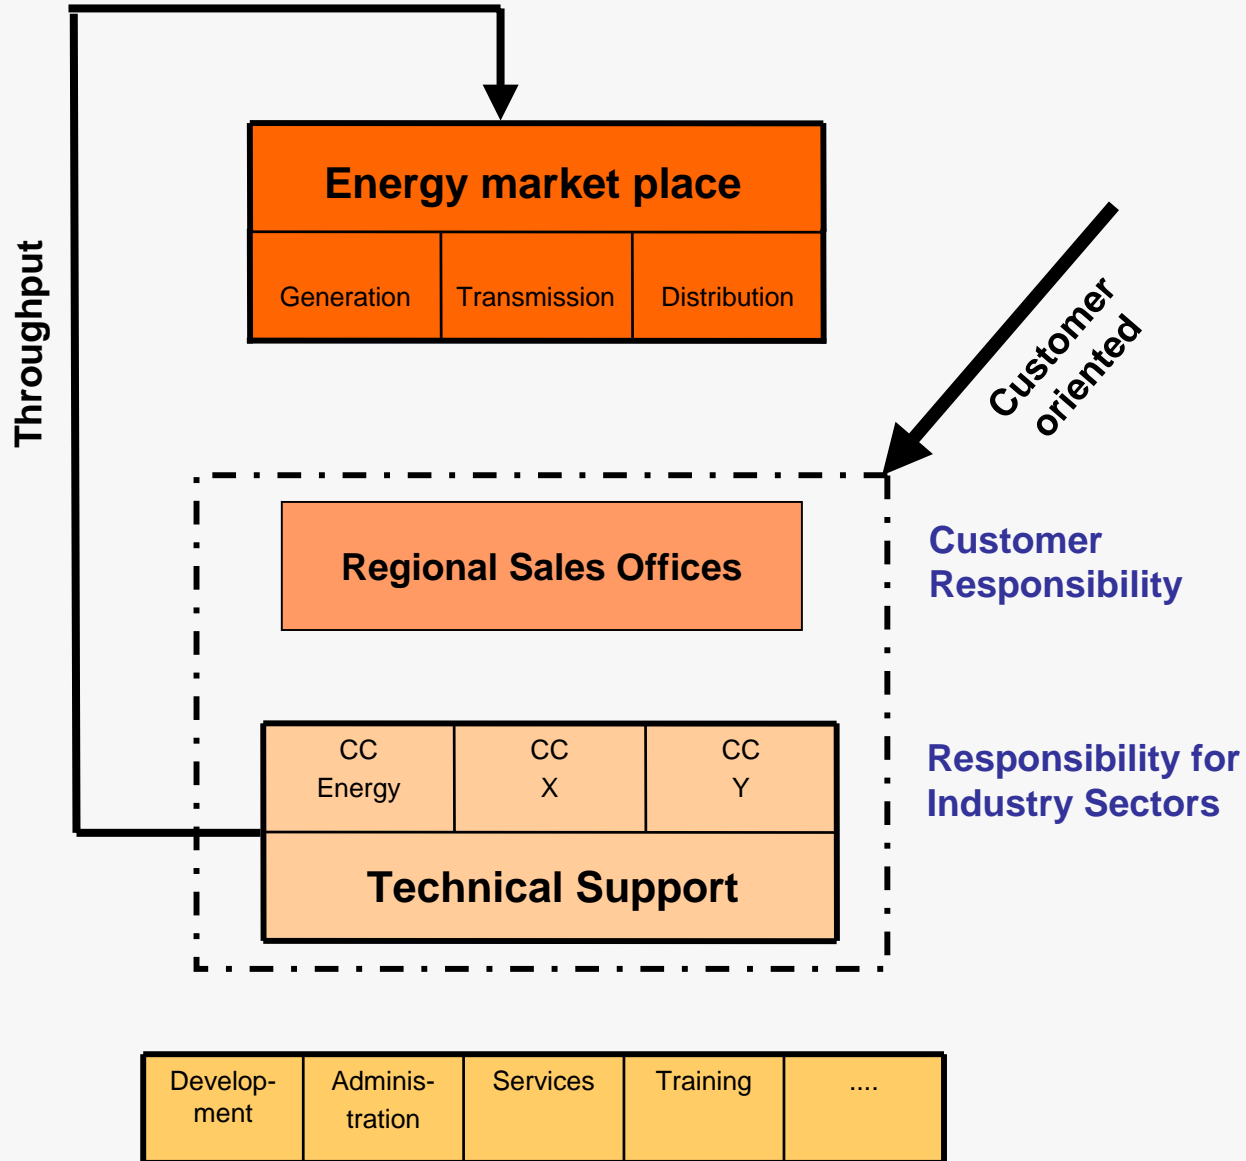 Throughput
Energy market place
Generation
Transmission
Distribution
Customer
oriented
Regional Sales Offices
Customer
Responsibility
CC
Energy
CC
X
CC
Y
Responsibility for
Industry Sectors
Technical Support
Develop-
ment
Adminis-
tration
Services
Training
....